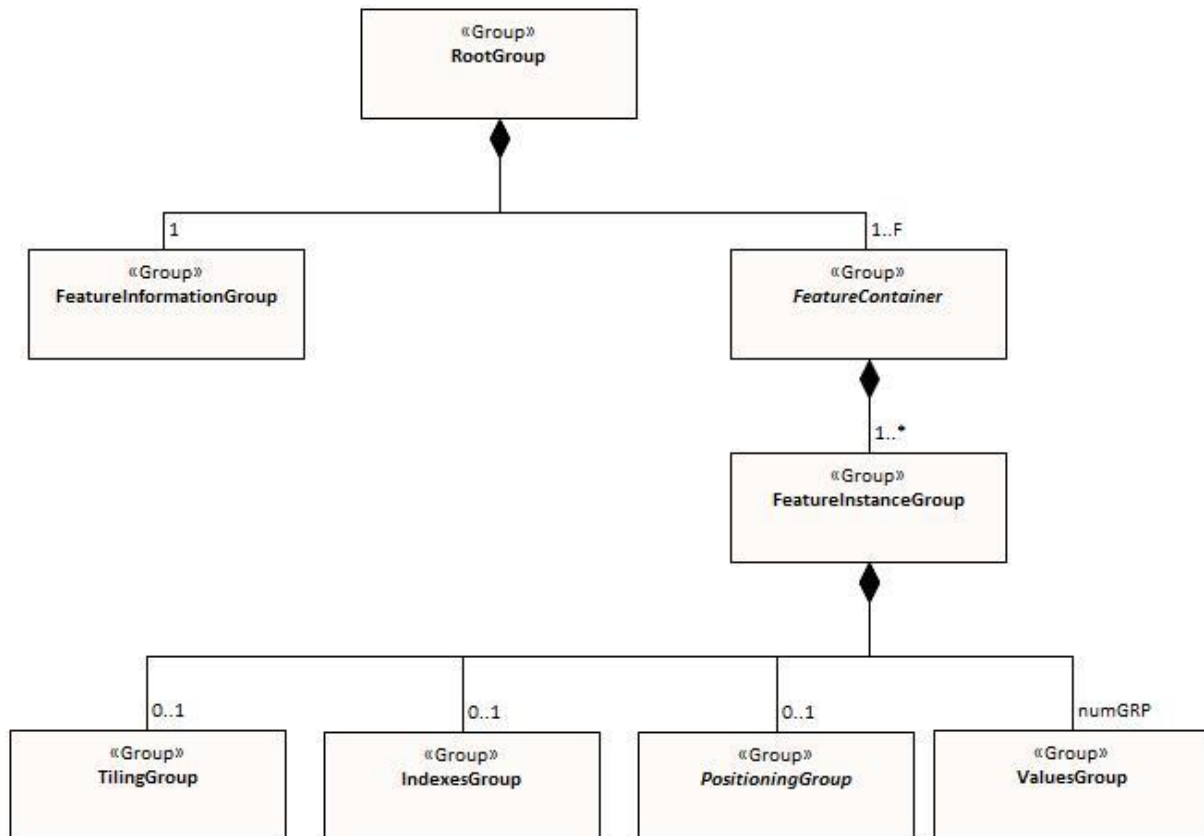 «Group»
RootGroup
1
1..F
«Group»
FeatureInformationGroup
«Group»
FeatureContainer
1..*
«Group»
FeatureInstanceGroup
0..1
0..1
0..1
numGRP
«Group»
TilingGroup
«Group»
IndexesGroup
«Group»
PositioningGroup
«Group»
ValuesGroup